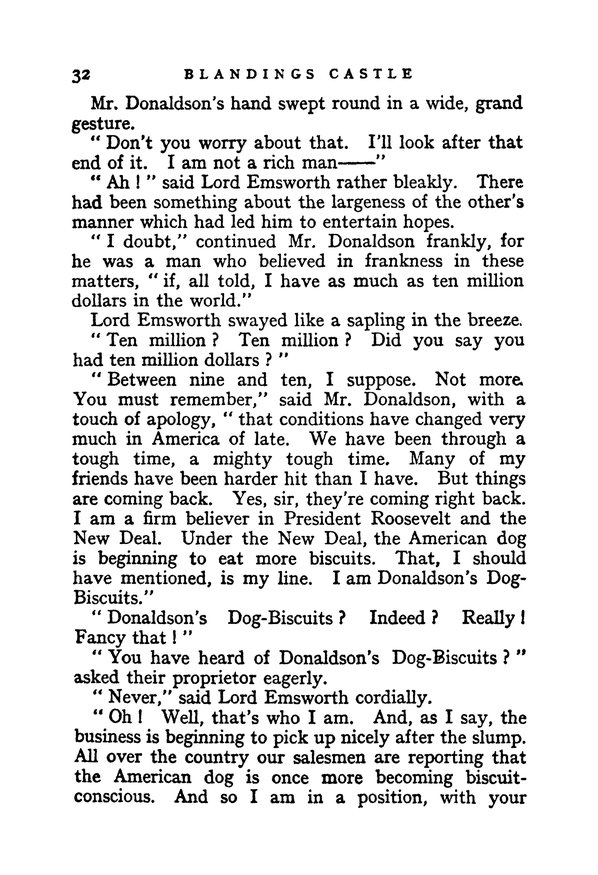 32 BLANDINGS CASTLE
Mr. Donaldson's hand swept round in a wide, grand
gesture.
" Don't you worry about that. I'll look after that
end of it. I am not a rich man——"
" Ah ! " said Lord Emsworth rather bleakly. There
had been something about the largeness of the other's
manner which had led him to entertain hopes.
" I doubt," continued Mr. Donaldson frankly, for
he was a man who believed in frankness in these
matters, " if, all told, I have as much as ten million
dollars in the world."
Lord Emsworth swayed like a sapling in the breeze.
" Ten million ? Ten million ? Did you say you
had ten million dollars ? "
" Between nine and ten, I suppose. Not more.
You must remember," said Mr. Donaldson, with a
touch of apology, " that conditions have changed very
much in America of late. We have been through a
tough time, a mighty tough time. Many of my
friends have been harder hit than I have. But things
are coming back. Yes, sir, they're coming right back.
I am a firm believer in President Roosevelt and the
New Deal. Under the New Deal, the American dog
is beginning to eat more biscuits. That, I should
have mentioned, is my line. I am Donaldson's Dog-
Biscuits."
" Donaldson's Dog-Biscuits ? Indeed ? Really !
Fancy that ! "
" You have heard of Donaldson's Dog-Biscuits ? "
asked their proprietor eagerly.
" Never," said Lord Emsworth cordially.
" Oh ! Well, that's who I am. And, as I say, the
business is beginning to pick up nicely after the slump.
All over the country our salesmen are reporting that
the American dog is once more becoming biscuit-
conscious. And so I am in a position, with your